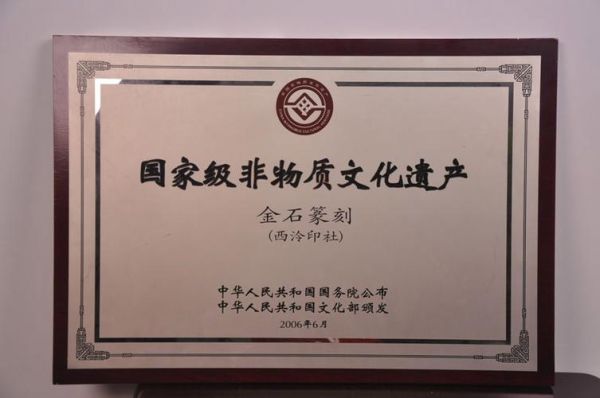 国家级非物质文化遗产
金石篆刻
(西泠印社)
中华人民共和国国务院公布
中华人民共和国文化部颁发
2006年6月